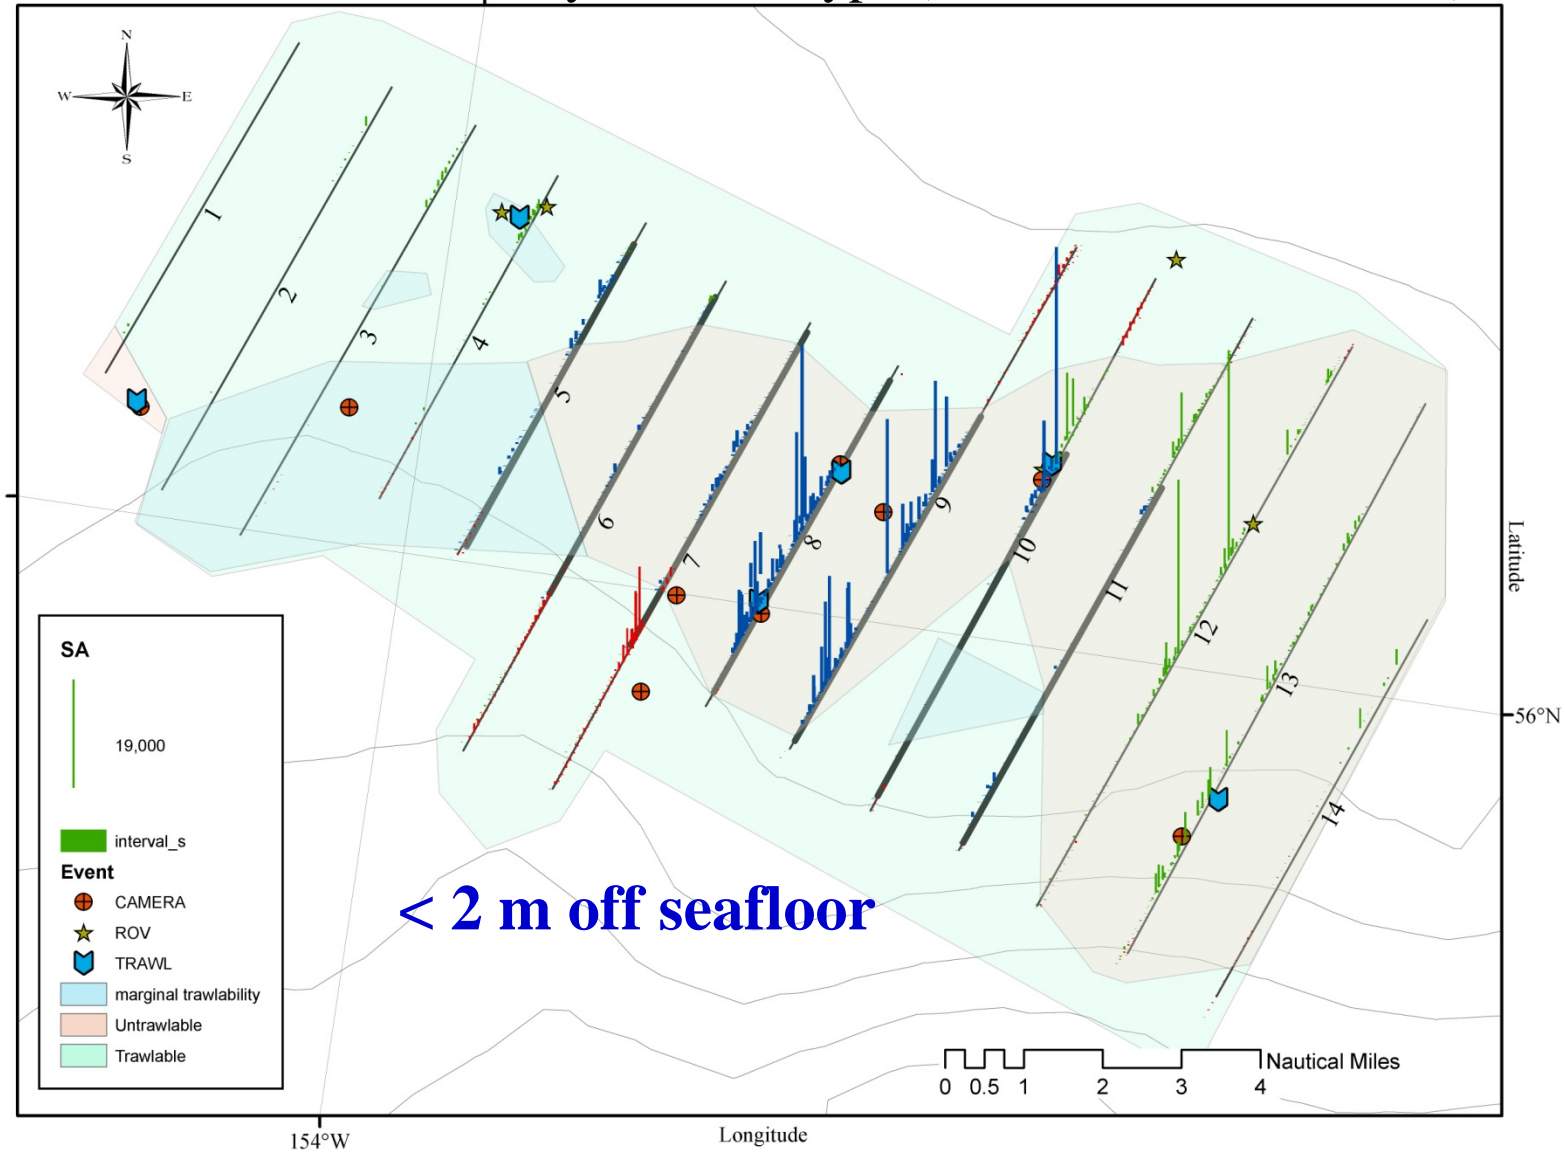 N
W E
S
1
2
3
4
5
6
7
8
9
10
11
12
13
14
SA
19,000
interval_s
Event
CAMERA
ROV
TRAWL
marginal trawlability
Untrawlable
Trawlable
< 2 m off seafloor
Nautical Miles
0 0.5 1 2 3 4
Latitude
56°N
154°W
Longitude